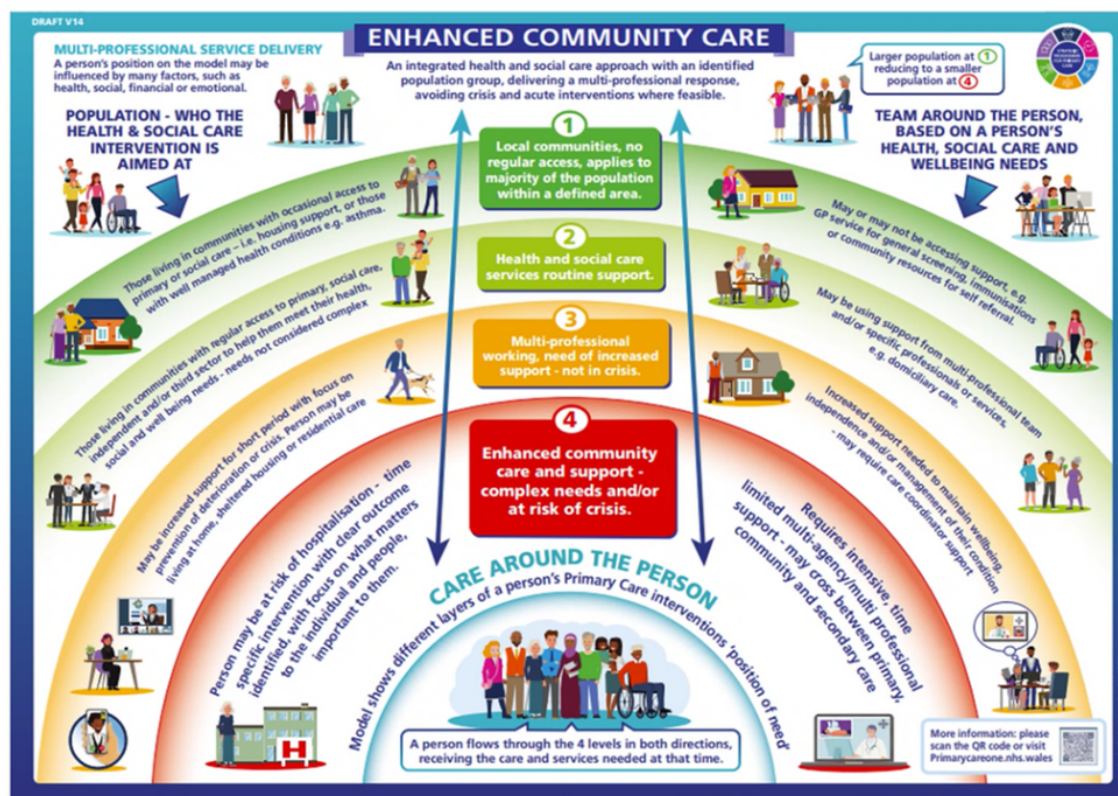 DRAFT V14
ENHANCED COMMUNITY CARE
An integrated health and social care approach with an identified
population group, delivering a multi-professional response,
avoiding crisis and acute interventions where feasible.
MULTI-PROFESSIONAL SERVICE DELIVERY
A person's position on the model may be
influenced by many factors, such as
health, social, financial or emotional.
POPULATION - WHO THE
HEALTH & SOCIAL CARE
INTERVENTION IS
AIMED AT
Larger population at 1
reducing to a smaller
population at 4
TEAM AROUND THE PERSON,
BASED ON A PERSON'S
HEALTH, SOCIAL CARE AND
WELLBEING NEEDS
1
Local communities, no
regular access, applies to
majority of the population
within a defined area.
Those living in communities with occasional access to
primary or social care – i.e. housing support, or those
with well managed health conditions e.g. asthma.
May or may not be accessing support, e.g.
GP service for general screening, immunisations
or community resources for self referral.
2
Health and social care
services routine support.
Those living in communities with regular access to primary, social care,
independent and/or third sector to help them meet their health,
social and well being needs - needs not considered complex
May be using support from multi-professional team
and/or specific professionals or services,
e.g. domiciliary care.
3
Multi-professional
working, need of increased
support - not in crisis.
May be increased support for short period with focus on
prevention of deterioration or crisis. Person may be
living at home, sheltered housing or residential care
Increased support needed to maintain wellbeing,
independence and/or management of their condition
- may require care coordinator support
4
Enhanced community
care and support -
complex needs and/or
at risk of crisis.
Person may be at risk of hospitalisation - time
specific intervention with clear outcome
identified, with focus on what matters
to the individual and people,
important to them.
Requires intensive, time
limited multi-agency/multi professional
support - may cross between primary,
community and secondary care
CARE AROUND THE PERSON
Model shows different layers of a person's Primary Care interventions 'position of need'
H
A person flows through the 4 levels in both directions,
receiving the care and services needed at that time.
More information: please
scan the QR code or visit
Primarycareone.nhs.wales